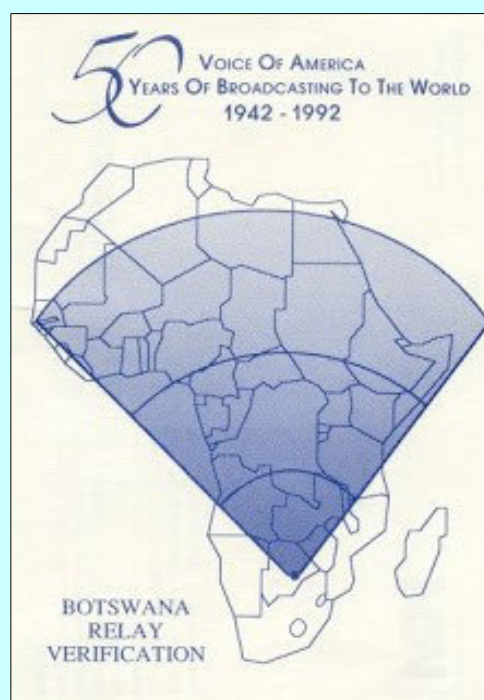 50 VOICE OF AMERICA
YEARS OF BROADCASTING TO THE WORLD
1942 - 1992
BOTSWANA
RELAY
VERIFICATION